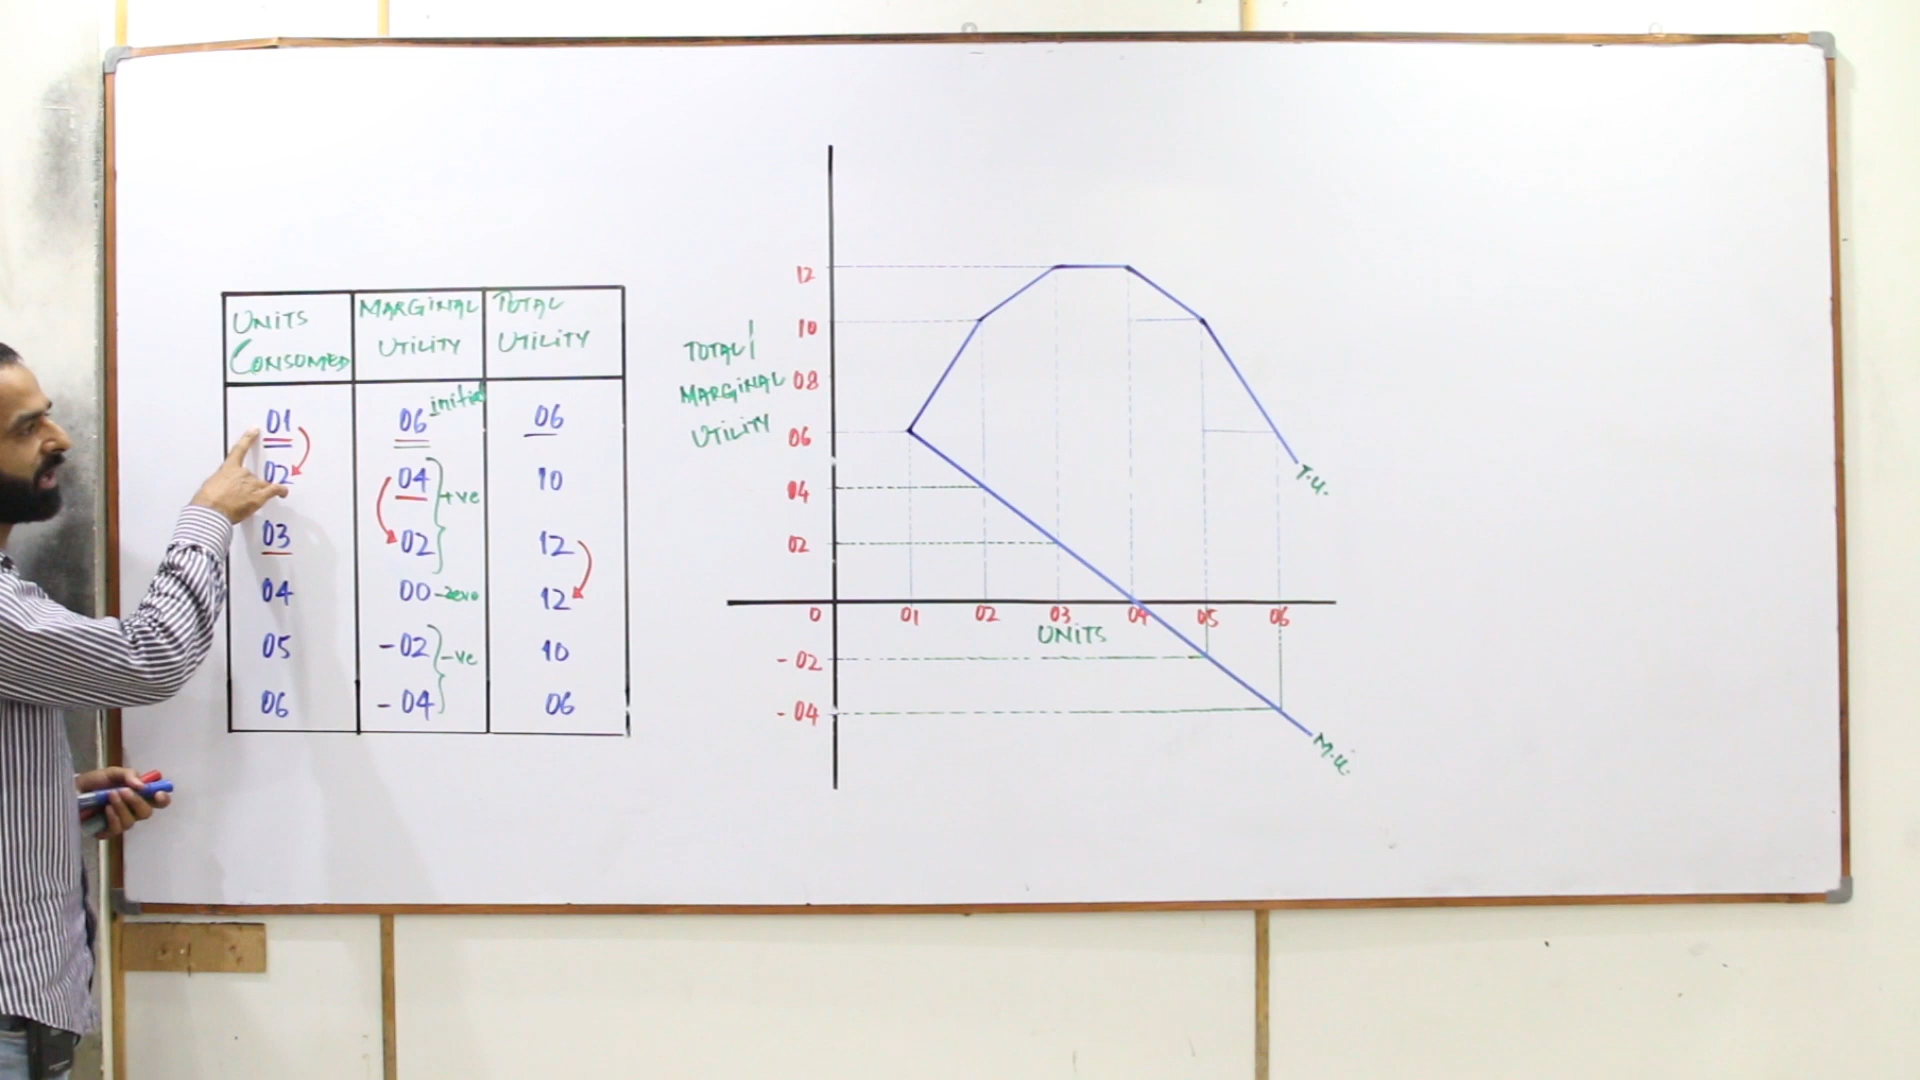 UNITS CONSUMED
MARGINAL UTILITY
TOTAL UTILITY
01 06 initial 06
02 04 +ve 10
03 02 12
04 00 - zero 12
05 -02 -ve 10
06 -04 06
TOTAL/
MARGINAL
UTILITY
12
10
08
06
04
02
0 01 02 03 04 05 06
UNITS
-02
-04
T.U.
M.U.